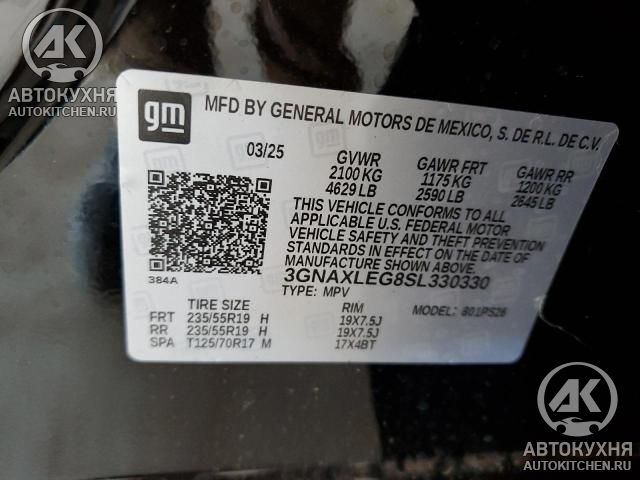 AK
АВТОКУХНЯ
AUTOKITCHEN.RU
gm
MFD BY GENERAL MOTORS DE MEXICO, S. DE R.L. DE C.V.
03/25 GVWR GAWR FRT GAWR RR
2100 KG 1175 KG 1200 KG
4629 LB 2590 LB 2645 LB
THIS VEHICLE CONFORMS TO ALL
APPLICABLE U.S. FEDERAL MOTOR
VEHICLE SAFETY AND THEFT PREVENTION
STANDARDS IN EFFECT ON THE DATE OF
MANUFACTURE SHOWN ABOVE.
384A
3GNAXLEG8SL330330
TYPE: MPV MODEL: 801PS26
TIRE SIZE RIM
FRT 235/55R19 H 19X7.5J
RR 235/55R19 H 19X7.5J
SPA T125/70R17 M 17X4BT
AK
АВТОКУХНЯ
AUTOKITCHEN.RU